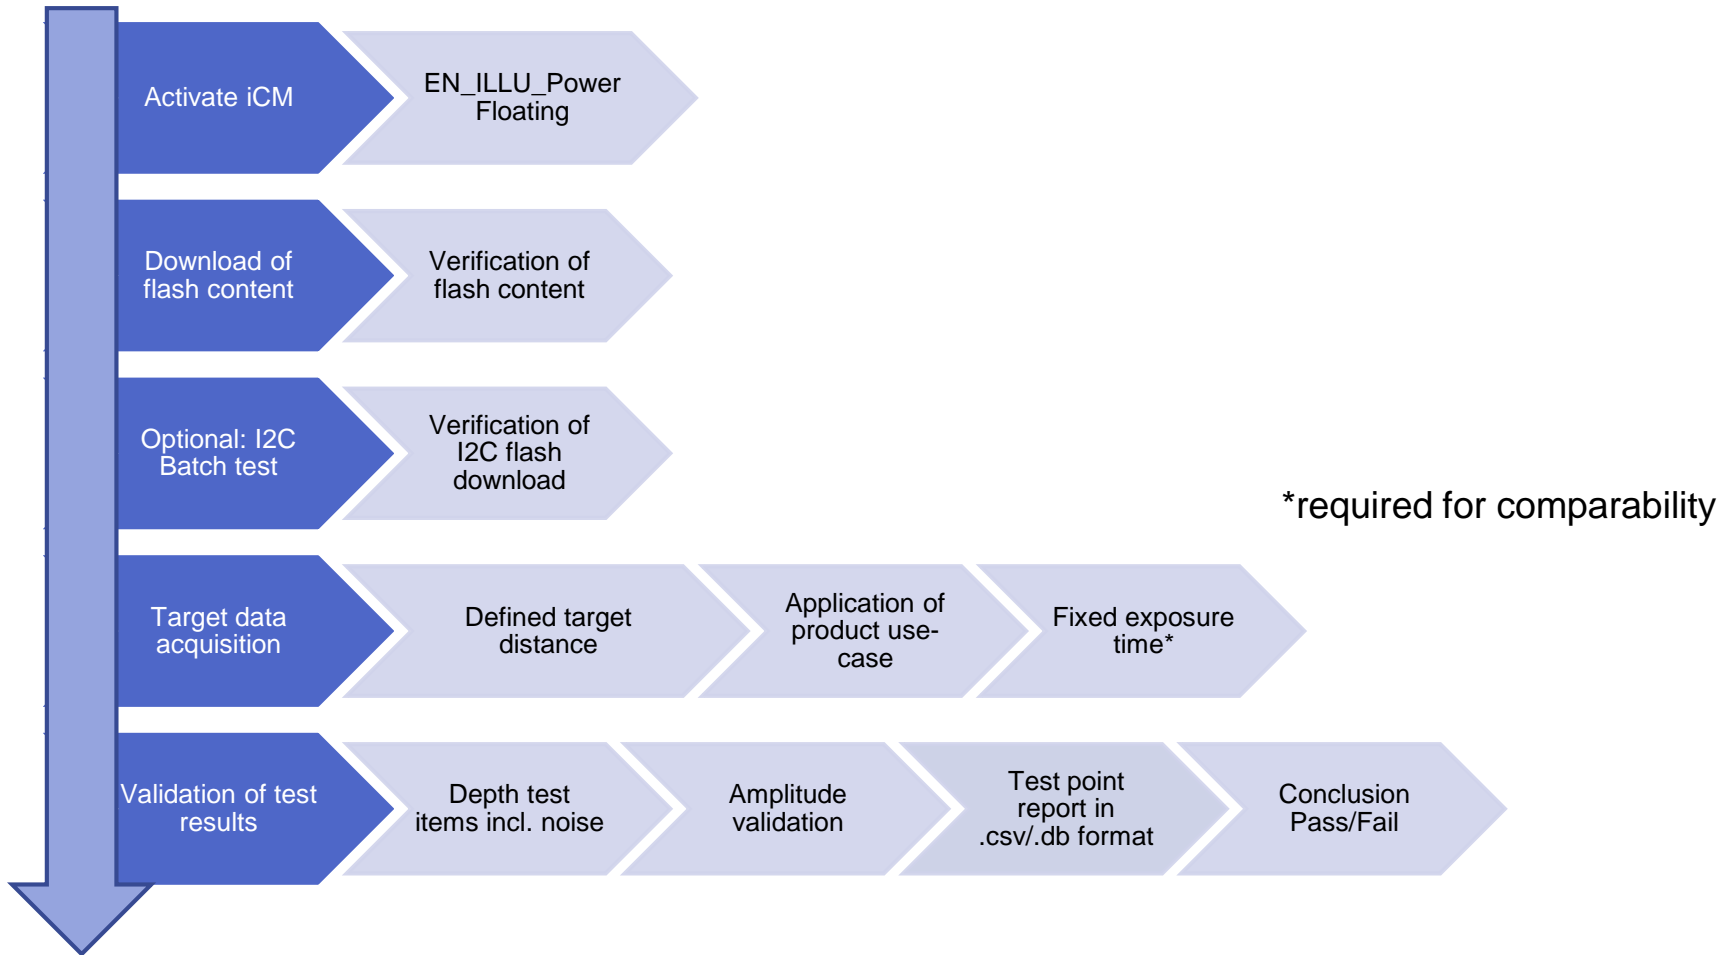 Activate iCM
EN_ILLU_Power
Floating
Download of
flash content
Verification of
flash content
Optional: I2C
Batch test
Verification of
I2C flash
download
*required for comparability
Target data
acquisition
Defined target
distance
Application of
product use-
case
Fixed exposure
time*
Validation of test
results
Depth test
items incl. noise
Amplitude
validation
Test point
report in
.csv/.db format
Conclusion
Pass/Fail